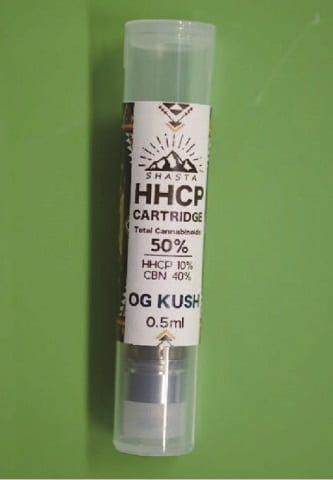 SHASTA
HHCP
CARTRIDGE
Total Cannabinoids
50%
HHCP 10%
CBN 40%
OG KUSH
0.5ml